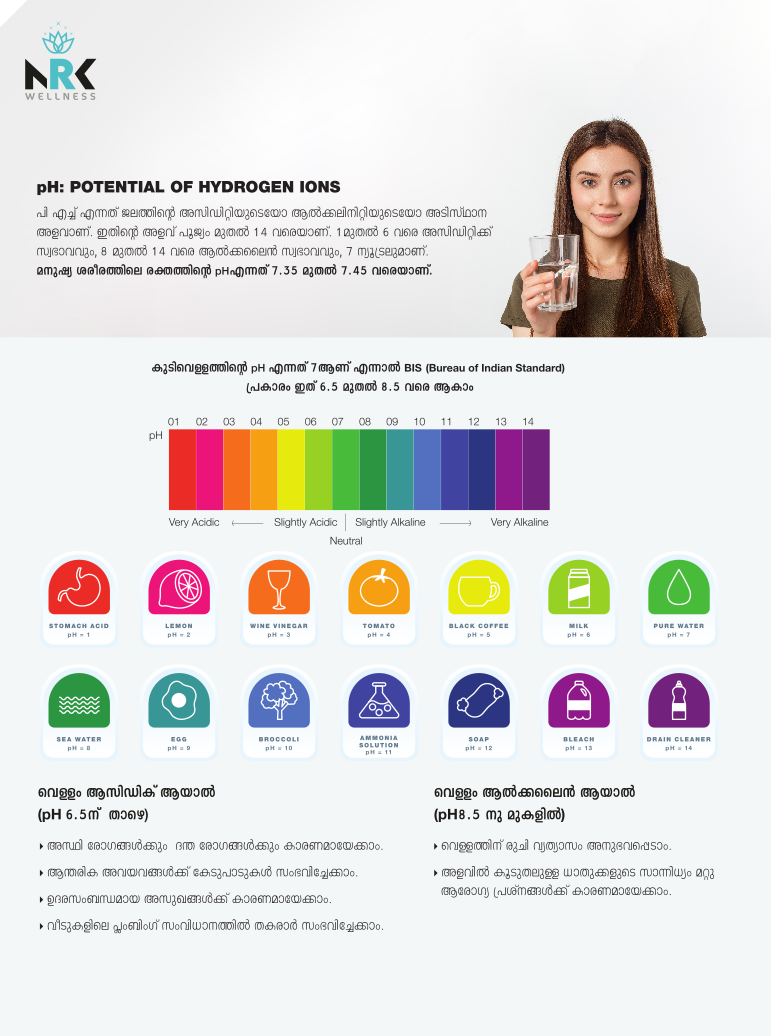 NRK
WELLNESS
pH: POTENTIAL OF HYDROGEN IONS
പി എച്ച് എന്നത് ജലത്തിന്റെ അസിഡിറ്റിയുടെയോ ആൽക്കലിനിറ്റിയുടെയോ അടിസ്ഥാന
അളവാണ്. ഇതിന്റെ അളവ് പൂജ്യം മുതൽ 14 വരെയാണ്. 1മുതൽ 6 വരെ അസിഡിറ്റിക്ക്
സ്വഭാവവും, 8 മുതൽ 14 വരെ ആൽക്കലൈൻ സ്വഭാവവും, 7 ന്യൂട്രലുമാണ്.
മനുഷ്യ ശരീരത്തിലെ രക്തത്തിന്റെ pHഎന്നത് 7.35 മുതൽ 7.45 വരെയാണ്.
കുടിവെള്ളത്തിന്റെ pH എന്നത് 7ആണ് എന്നാൽ BIS (Bureau of Indian Standard)
പ്രകാരം ഇത് 6.5 മുതൽ 8.5 വരെ ആകാം
01 02 03 04 05 06 07 08 09 10 11 12 13 14
pH
Very Acidic Slightly Acidic Slightly Alkaline Very Alkaline
Neutral
STOMACH ACID LEMON WINE VINEGAR TOMATO BLACK COFFEE MILK PURE WATER
pH = 1 pH = 2 pH = 3 pH = 4 pH = 5 pH = 6 pH = 7
SEA WATER EGG BROCCOLI AMMONIA SOLUTION SOAP BLEACH DRAIN CLEANER
pH = 8 pH = 9 pH = 10 pH = 11 pH = 12 pH = 13 pH = 14
വെള്ളം ആസിഡിക് ആയാൽ
(pH 6.5ന് താഴെ)
അസ്ഥി രോഗങ്ങൾക്കും ദന്ത രോഗങ്ങൾക്കും കാരണമായേക്കാം.
ആന്തരിക അവയവങ്ങൾക്ക് കേടുപാടുകൾ സംഭവിച്ചേക്കാം.
ഉദരസംബന്ധമായ അസുഖങ്ങൾക്ക് കാരണമായേക്കാം.
വീടുകളിലെ പ്ലംബിംഗ് സംവിധാനത്തിൽ തകരാർ സംഭവിച്ചേക്കാം.
വെള്ളം ആൽക്കലൈൻ ആയാൽ
(pH8.5 നു മുകളിൽ)
വെള്ളത്തിന് രുചി വ്യത്യാസം അനുഭവപ്പെടാം.
അളവിൽ കൂടുതലുള്ള ധാതുക്കളുടെ സാന്നിധ്യം മറ്റു
ആരോഗ്യ പ്രശ്നങ്ങൾക്ക് കാരണമായേക്കാം.